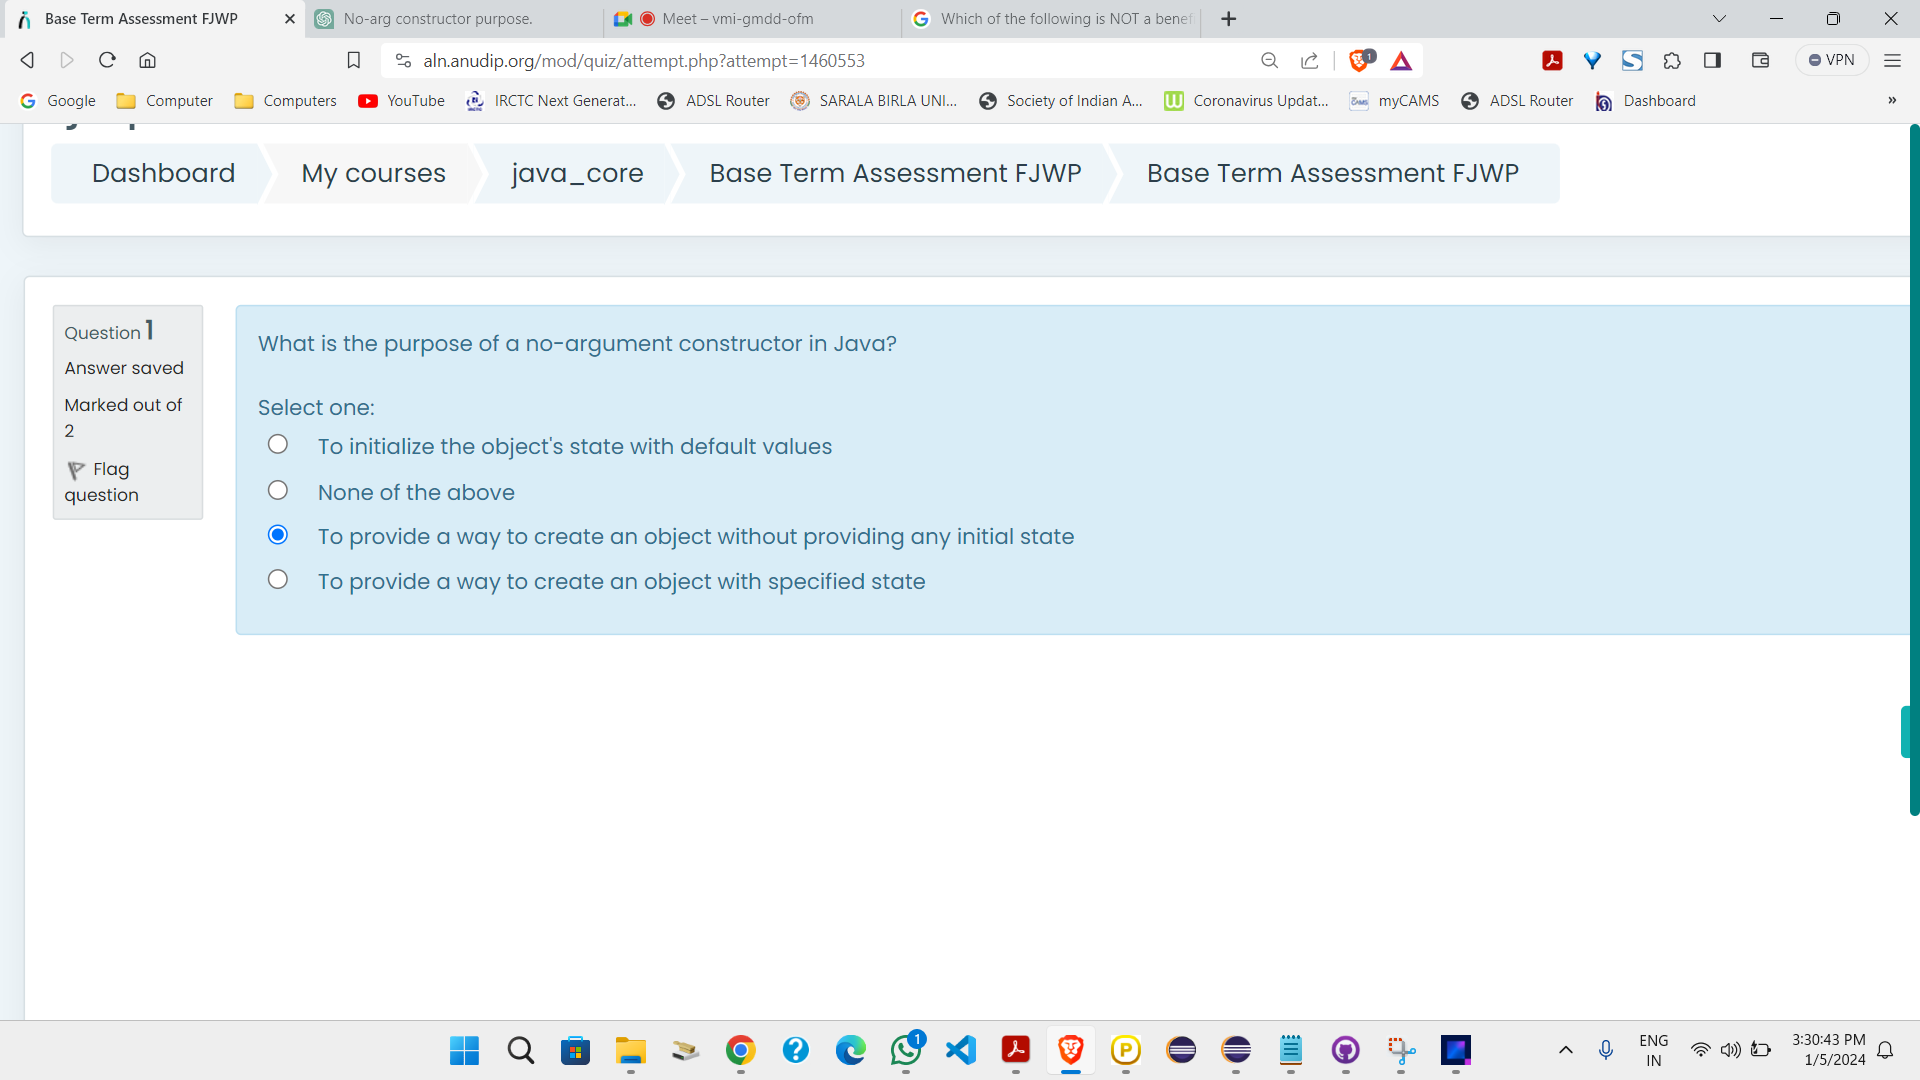 Base Term Assessment FJWP
No-arg constructor purpose.
Meet – vmi-gmdd-ofm
Which of the following is NOT a benef
aln.anudip.org/mod/quiz/attempt.php?attempt=1460553
1
VPN
Google
Computer
Computers
YouTube
IRCTC Next Generat...
ADSL Router
SARALA BIRLA UNI...
Society of Indian A...
Coronavirus Updat...
myCAMS
ADSL Router
Dashboard
»
Dashboard
My courses
java_core
Base Term Assessment FJWP
Base Term Assessment FJWP
Question 1
Answer saved
Marked out of
2
Flag
question
What is the purpose of a no-argument constructor in Java?
Select one:
To initialize the object's state with default values
None of the above
To provide a way to create an object without providing any initial state
To provide a way to create an object with specified state
1
ENG
IN
3:30:43 PM
1/5/2024